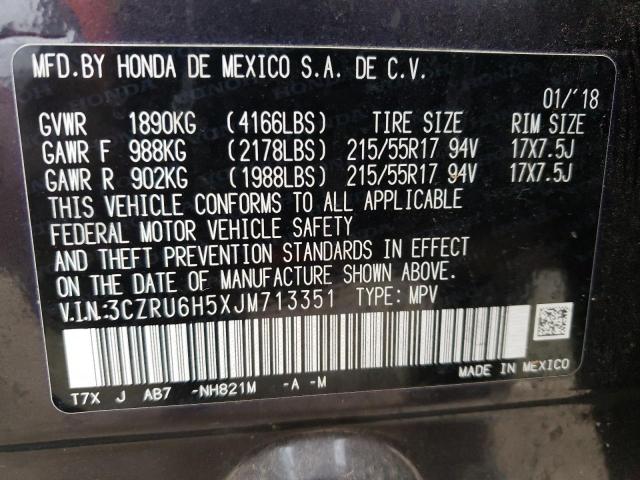 MFD.BY HONDA DE MEXICO S.A. DE C.V.
01/'18
GVWR 1890KG (4166LBS) TIRE SIZE RIM SIZE
GAWR F 988KG (2178LBS) 215/55R17 94V 17X7.5J
GAWR R 902KG (1988LBS) 215/55R17 94V 17X7.5J
THIS VEHICLE CONFORMS TO ALL APPLICABLE
FEDERAL MOTOR VEHICLE SAFETY
AND THEFT PREVENTION STANDARDS IN EFFECT
ON THE DATE OF MANUFACTURE SHOWN ABOVE.
V.I.N:3CZRU6H5XJM713351 TYPE: MPV
T7X J AB7 -NH821M -A -M
MADE IN MEXICO